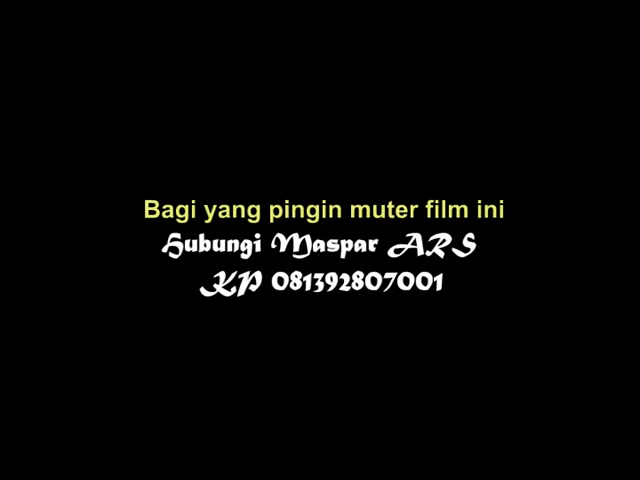 Bagi yang pingin muter film ini
Hubungi Maspar ARS
KP 081392807001